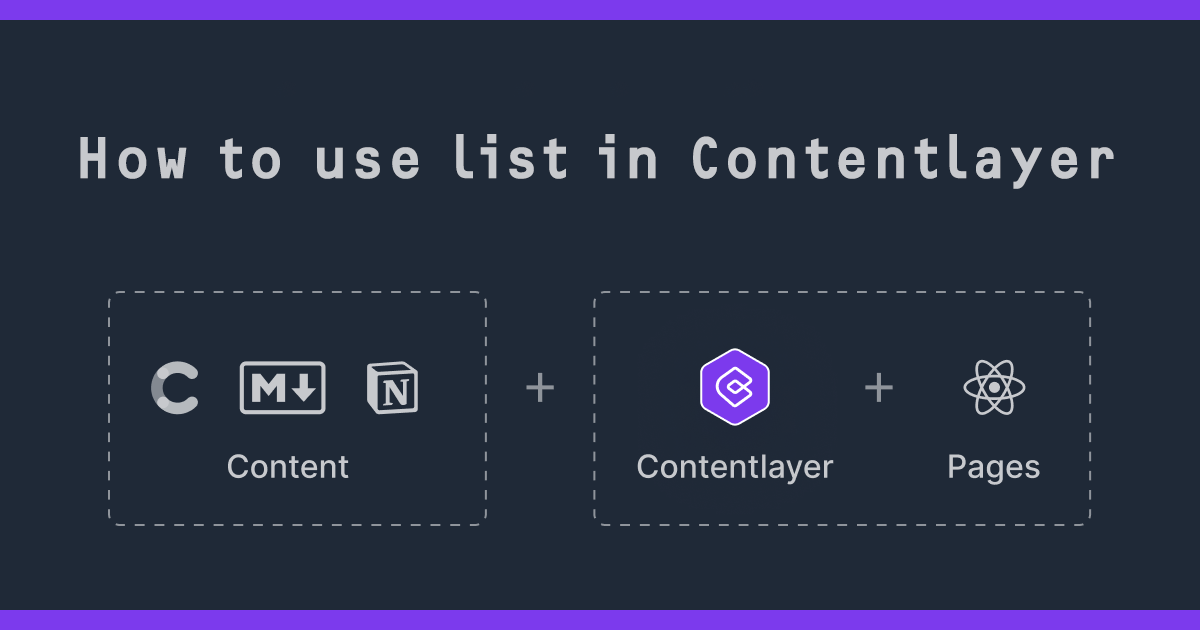 How to use list in Contentlayer
M N
+ +
Content
Contentlayer
Pages